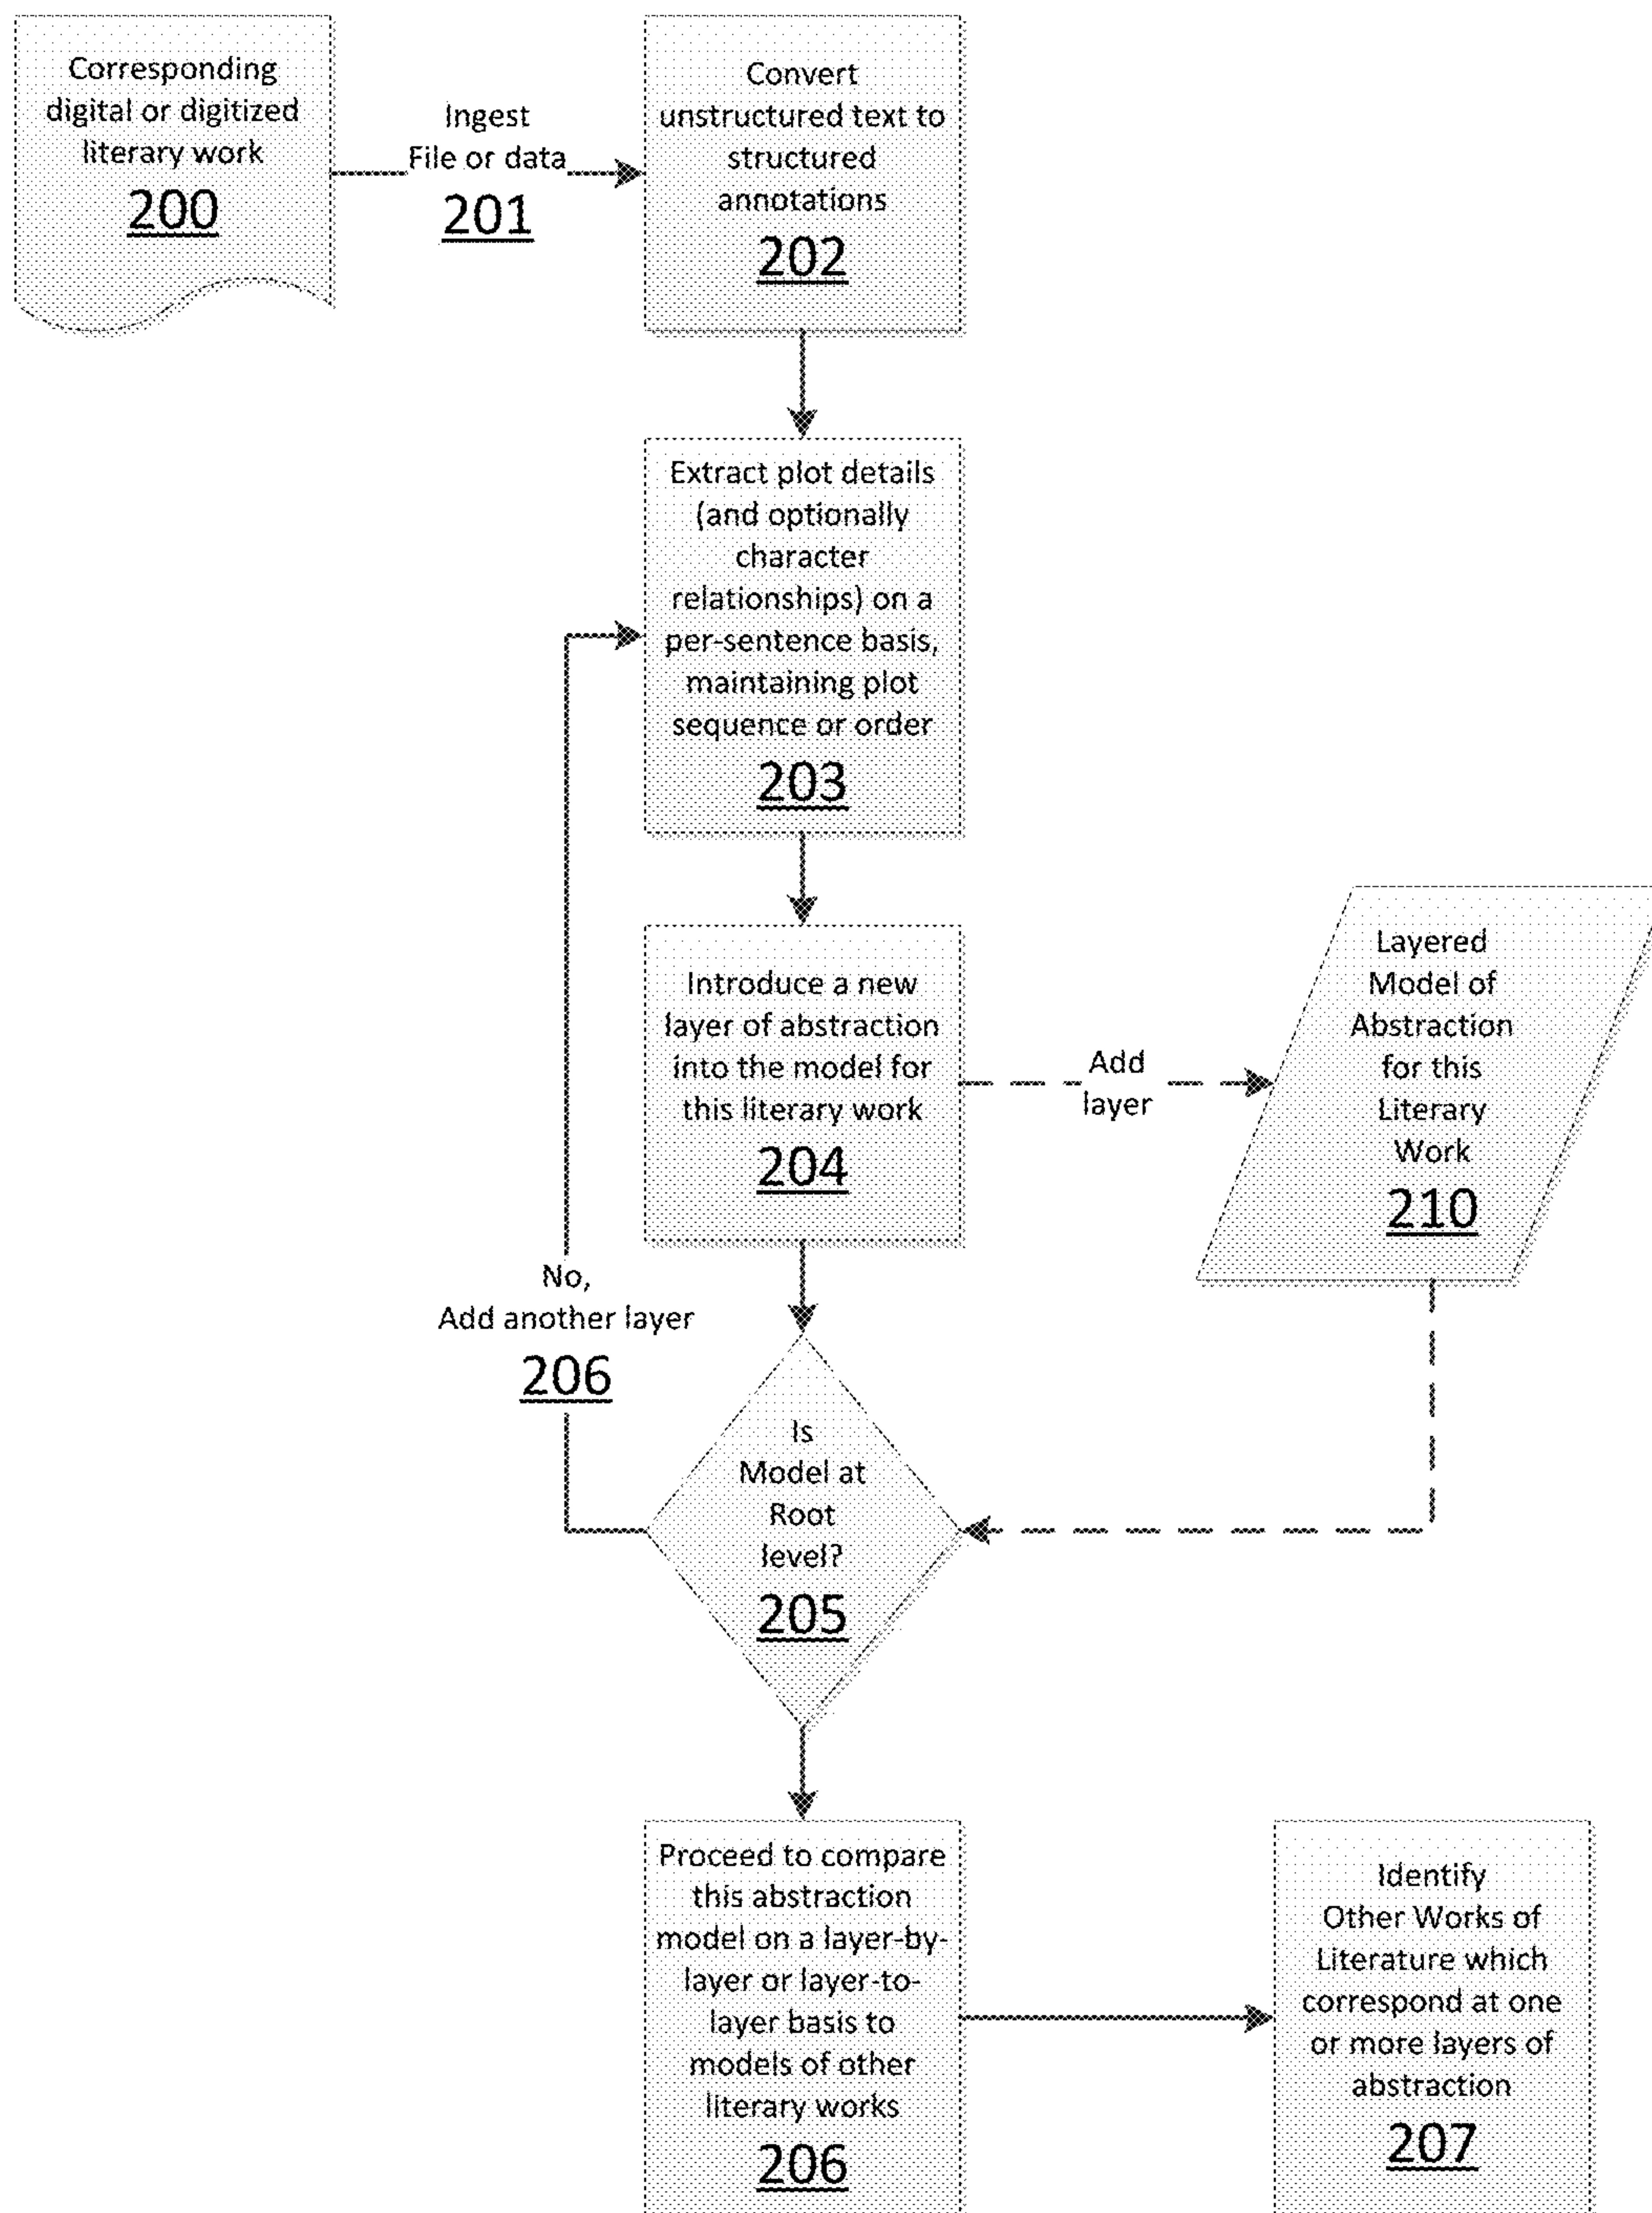 Corresponding
digital or digitized
literary work
200
Ingest
File or data
201
Convert
unstructured text to
structured
annotations
202
Extract plot details
(and optionally
character
relationships) on a
per-sentence basis,
maintaining plot
sequence or order
203
Introduce a new
layer of abstraction
into the model for
this literary work
204
Add
layer
Layered
Model of
Abstraction
for this
Literary
Work
210
No,
Add another layer
206
Is
Model at
Root
level?
205
Proceed to compare
this abstraction
model on a layer-by-
layer or layer-to-
layer basis to
models of other
literary works
206
Identify
Other Works of
Literature which
correspond at one
or more layers of
abstraction
207